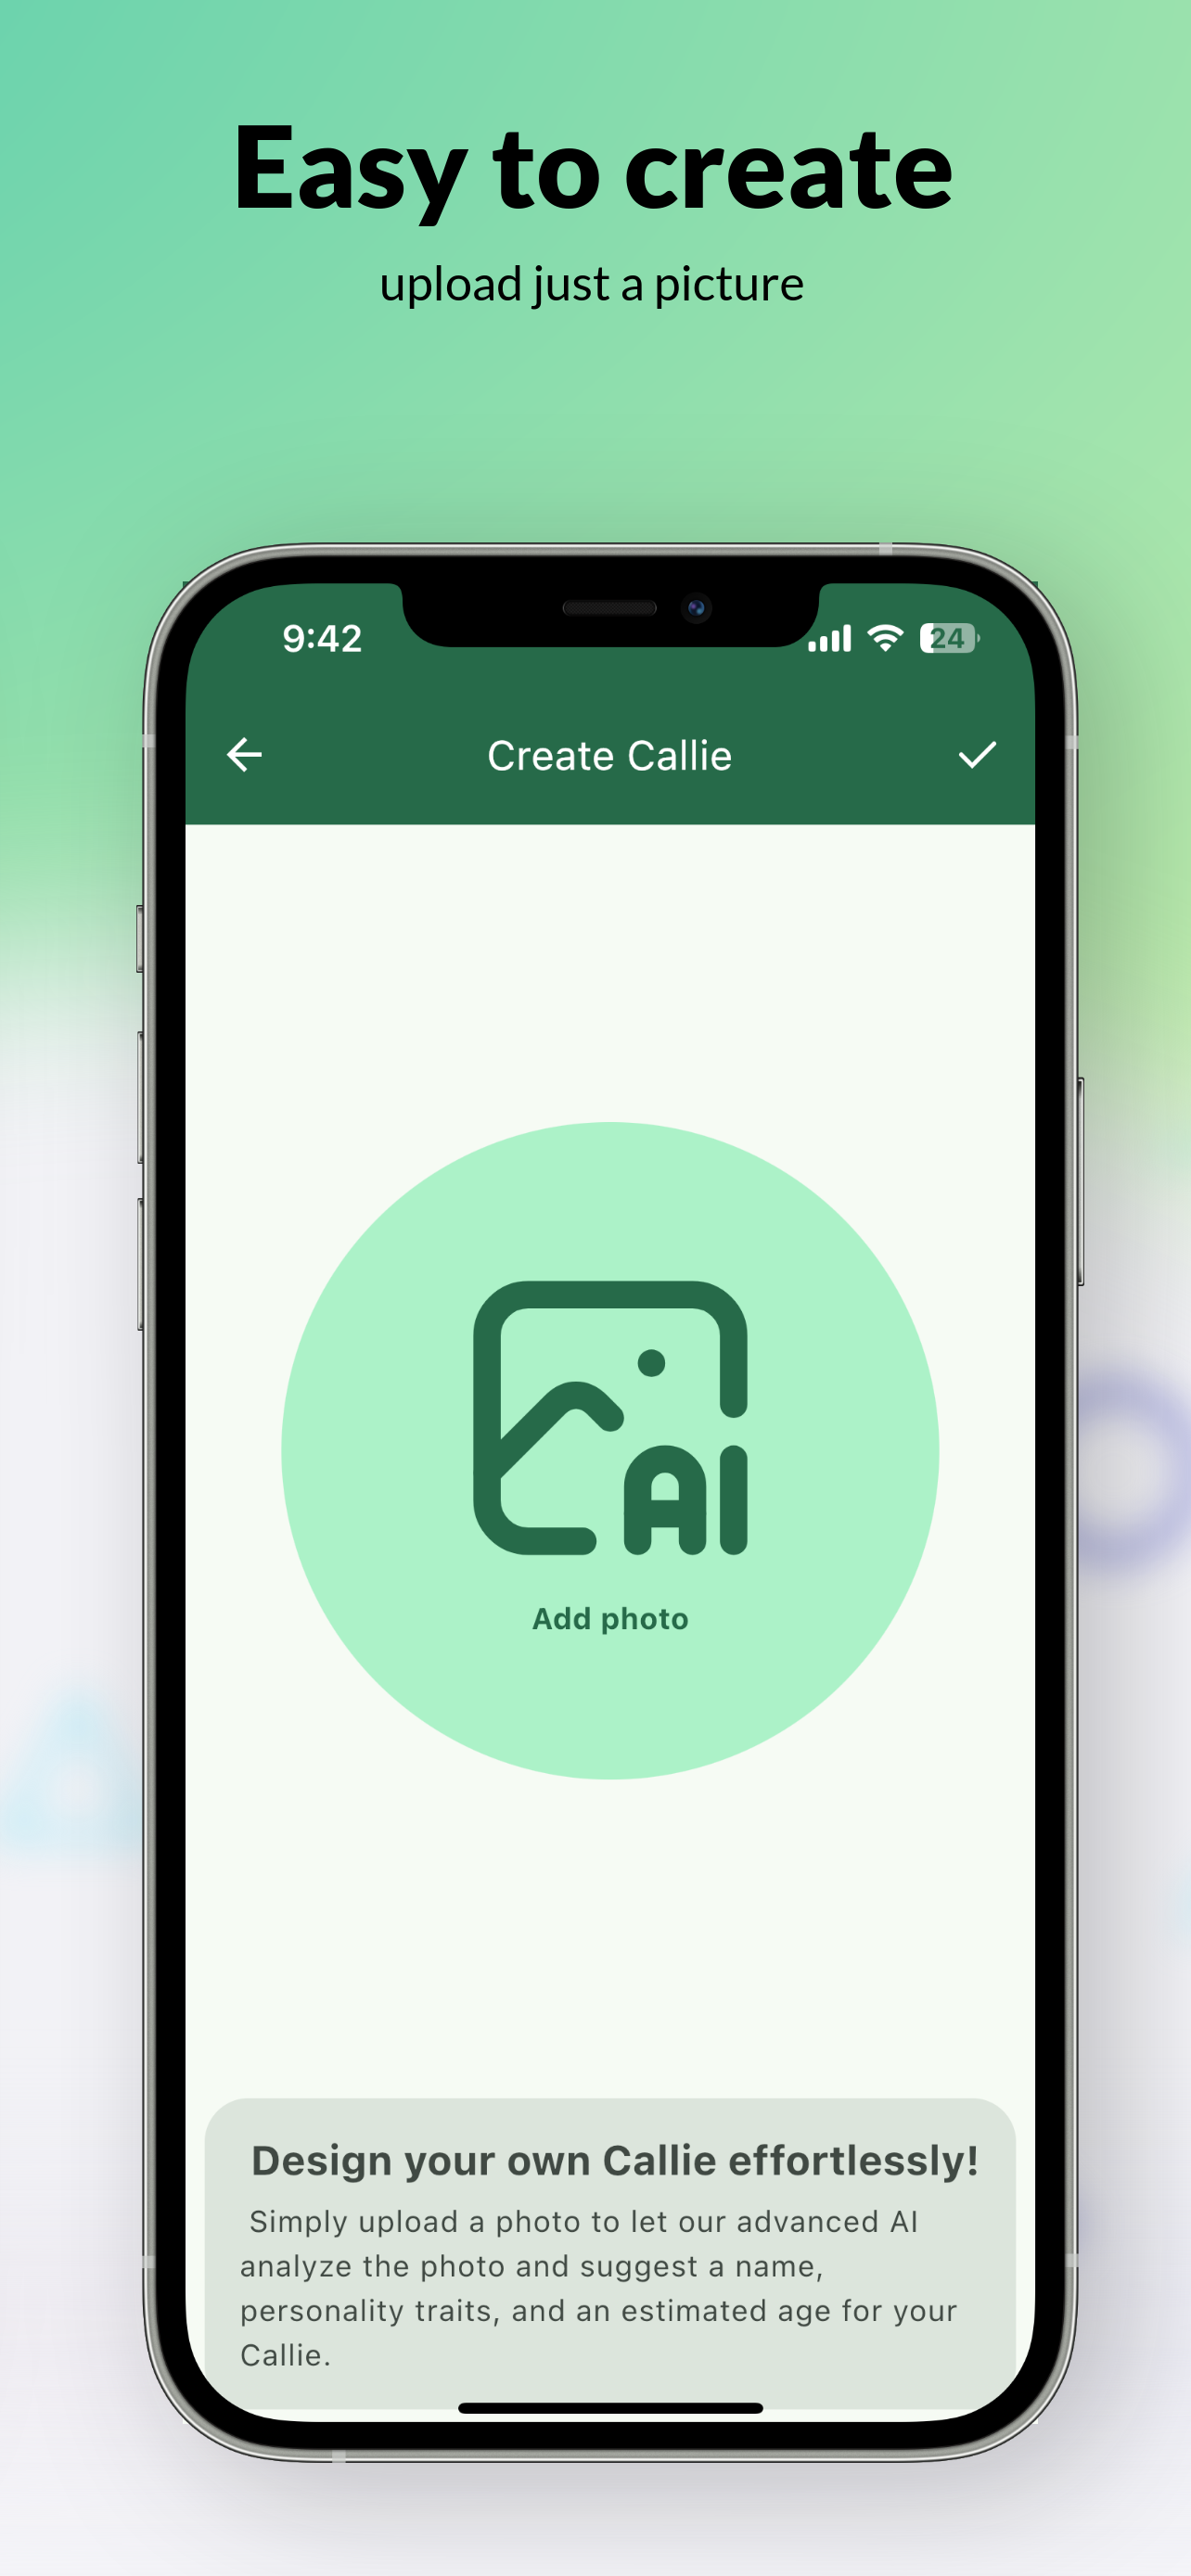 Easy to create
upload just a picture
9:42
24
Create Callie
AI
Add photo
Design your own Callie effortlessly!
Simply upload a photo to let our advanced AI
analyze the photo and suggest a name,
personality traits, and an estimated age for your
Callie.